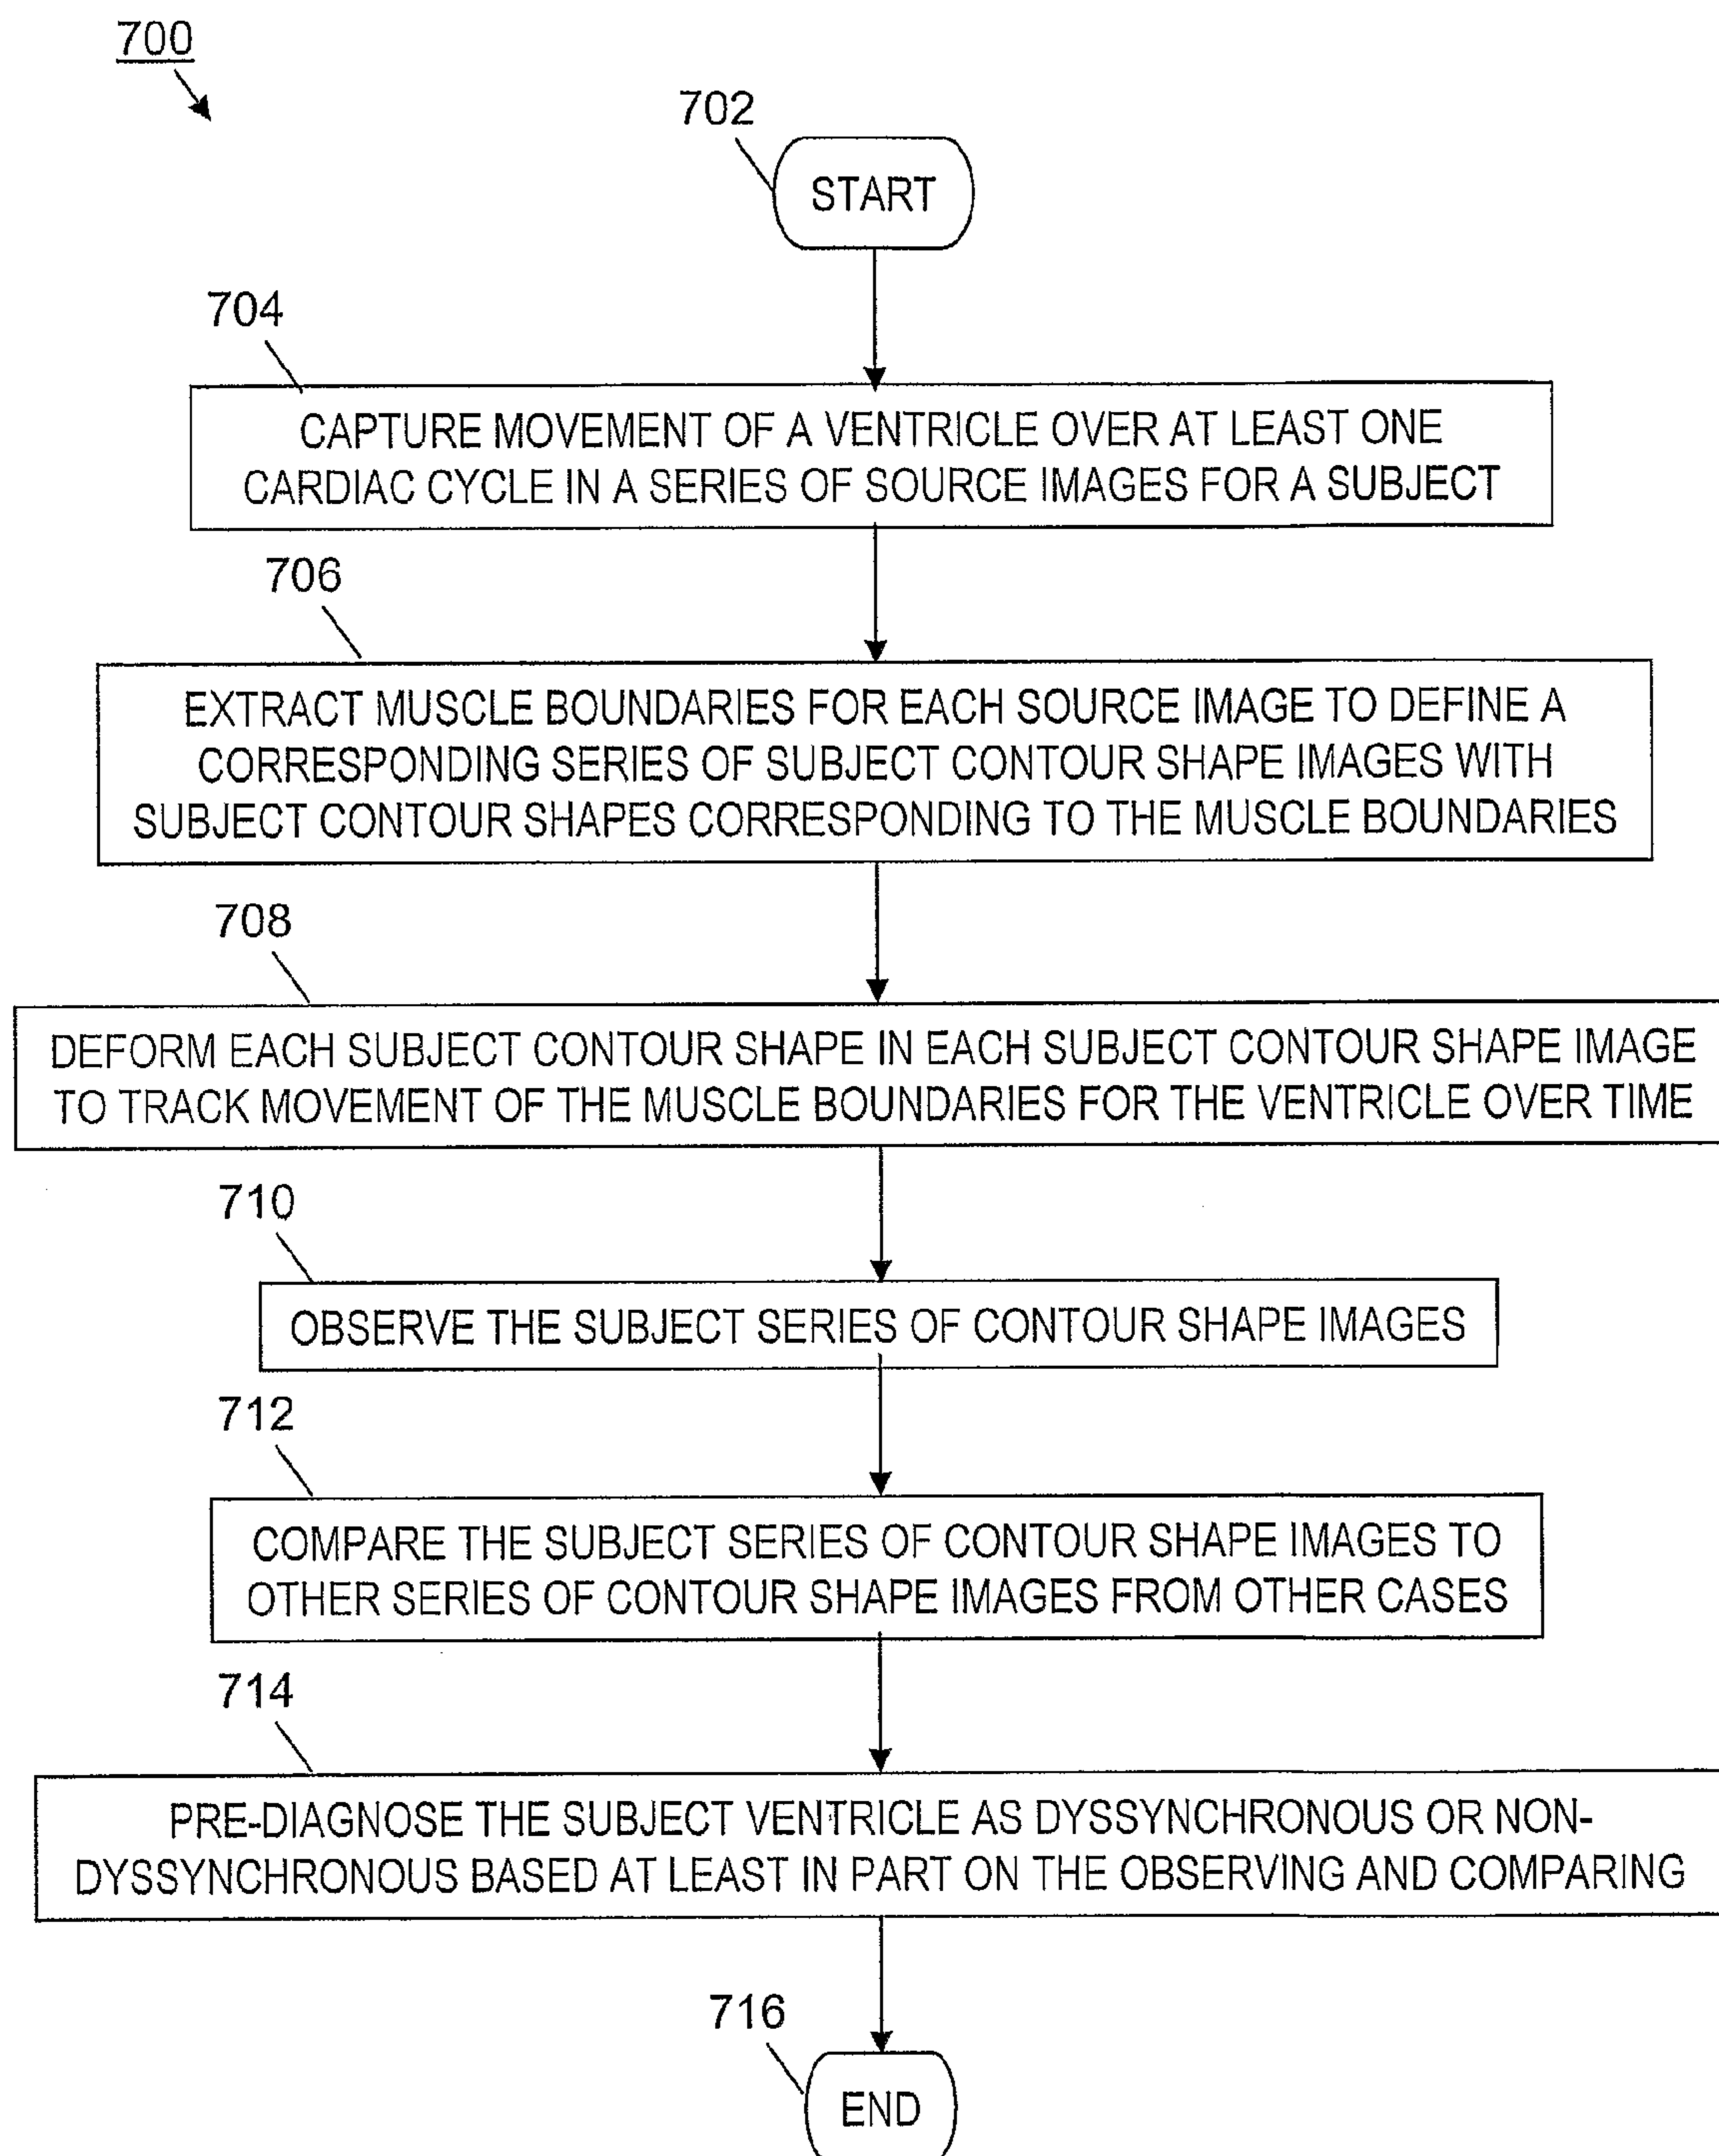 700
702
START
704
CAPTURE MOVEMENT OF A VENTRICLE OVER AT LEAST ONE
CARDIAC CYCLE IN A SERIES OF SOURCE IMAGES FOR A SUBJECT
706
EXTRACT MUSCLE BOUNDARIES FOR EACH SOURCE IMAGE TO DEFINE A
CORRESPONDING SERIES OF SUBJECT CONTOUR SHAPE IMAGES WITH
SUBJECT CONTOUR SHAPES CORRESPONDING TO THE MUSCLE BOUNDARIES
708
DEFORM EACH SUBJECT CONTOUR SHAPE IN EACH SUBJECT CONTOUR SHAPE IMAGE
TO TRACK MOVEMENT OF THE MUSCLE BOUNDARIES FOR THE VENTRICLE OVER TIME
710
OBSERVE THE SUBJECT SERIES OF CONTOUR SHAPE IMAGES
712
COMPARE THE SUBJECT SERIES OF CONTOUR SHAPE IMAGES TO
OTHER SERIES OF CONTOUR SHAPE IMAGES FROM OTHER CASES
714
PRE-DIAGNOSE THE SUBJECT VENTRICLE AS DYSSYNCHRONOUS OR NON-
DYSSYNCHRONOUS BASED AT LEAST IN PART ON THE OBSERVING AND COMPARING
716
END